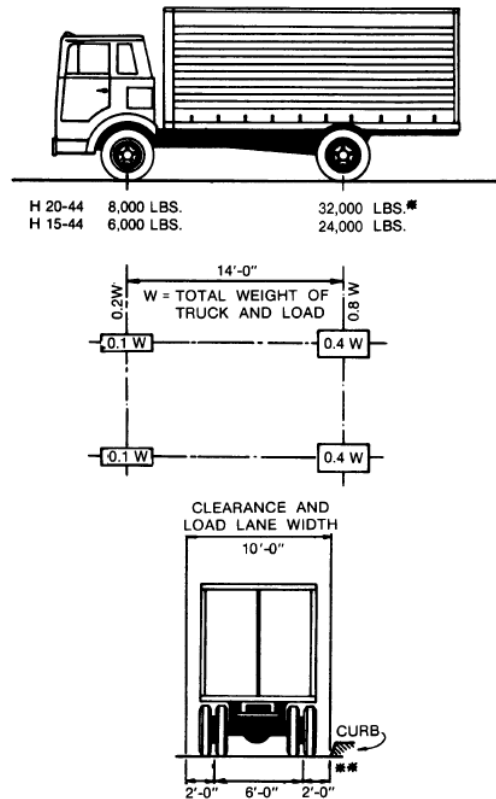 H 20-44 8,000 LBS. 32,000 LBS.*
H 15-44 6,000 LBS. 24,000 LBS.
14'-0"
0.2W
W = TOTAL WEIGHT OF
TRUCK AND LOAD
0.8 W
0.1 W 0.4 W
0.1 W 0.4 W
CLEARANCE AND
LOAD LANE WIDTH
10'-0"
CURB
**
2'-0" 6'-0" 2'-0"